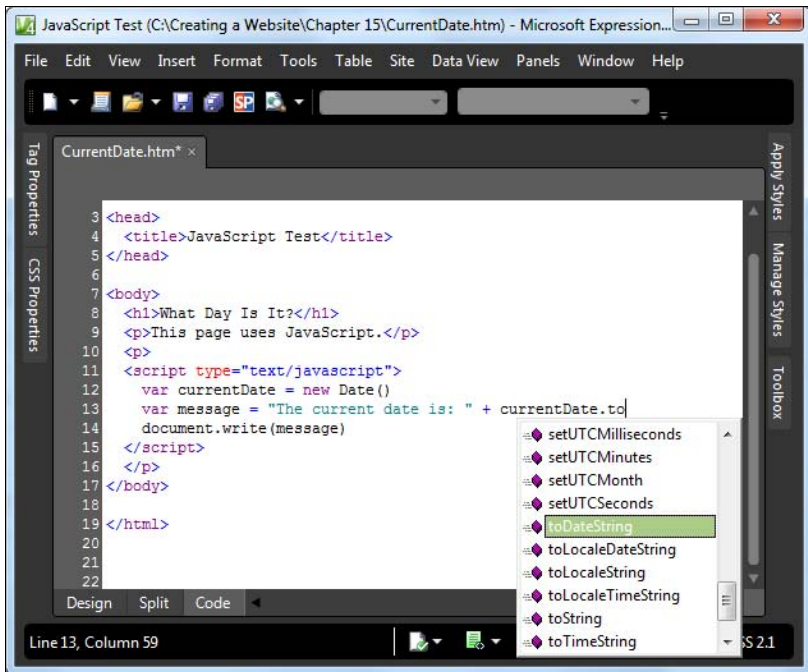 JavaScript Test (C:\Creating a Website\Chapter 15\CurrentDate.htm) - Microsoft Expression...
File Edit View Insert Format Tools Table Site Data View Panels Window Help
SP
Tag Properties
CSS Properties
CurrentDate.htm* ×
3 <head>
4 <title>JavaScript Test</title>
5 </head>
6
7 <body>
8 <h1>What Day Is It?</h1>
9 <p>This page uses JavaScript.</p>
10 <p>
11 <script type="text/javascript">
12 var currentDate = new Date()
13 var message = "The current date is: " + currentDate.to
14 document.write(message)
15 </script>
16 </p>
17 </body>
18
19 </html>
20
21
22
setUTCMilliseconds
setUTCMinutes
setUTCMonth
setUTCSeconds
toDateString
toLocaleDateString
toLocaleString
toLocaleTimeString
toString
toTimeString
Apply Styles
Manage Styles
Toolbox
Design Split Code
Line 13, Column 59
SS 2.1